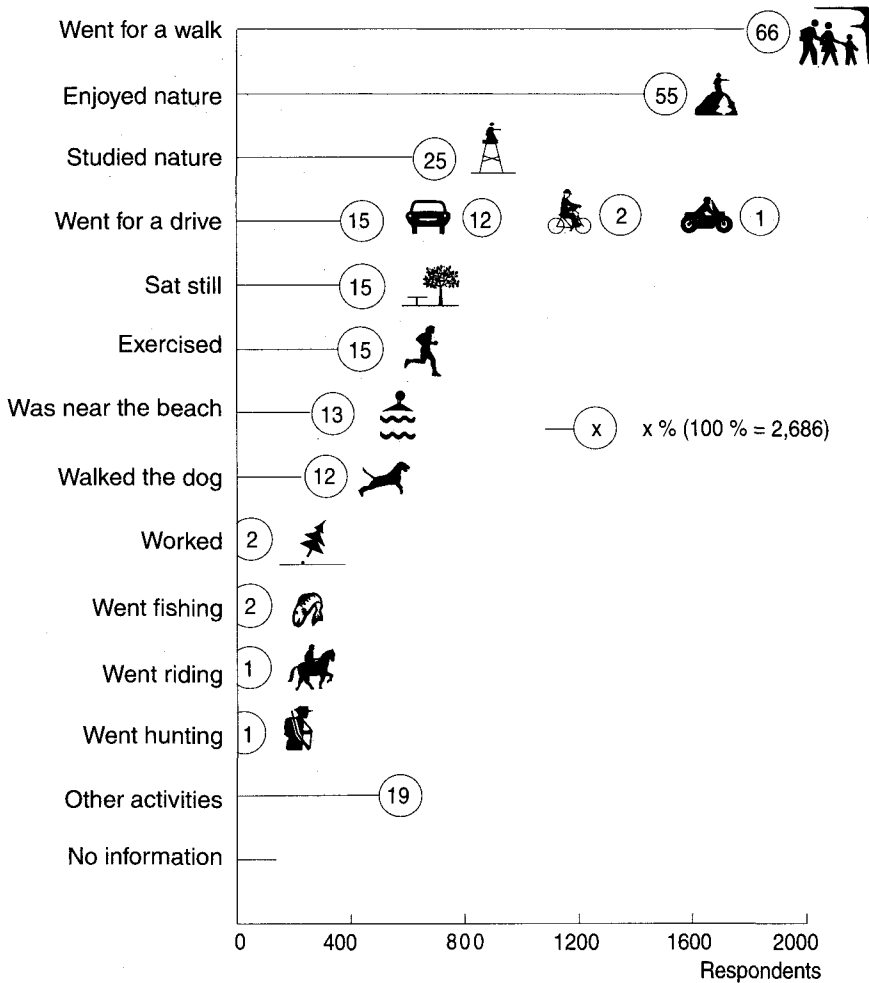 Went for a walk 66
Enjoyed nature 55
Studied nature 25
Went for a drive 15 12 2 1
Sat still 15
Exercised 15
Was near the beach 13
x x % (100 % = 2,686)
Walked the dog 12
Worked 2
Went fishing 2
Went riding 1
Went hunting 1
Other activities 19
No information
0 400 800 1200 1600 2000
Respondents